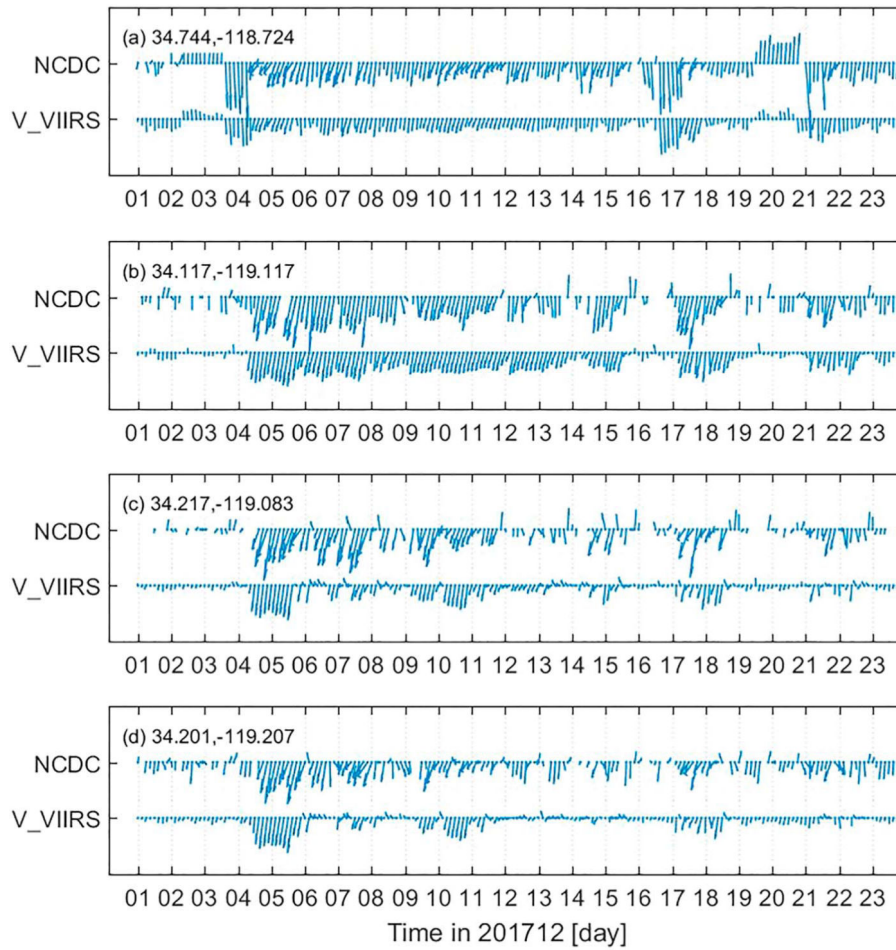 (a) 34.744,-118.724
NCDC
V_VIIRS
01 02 03 04 05 06 07 08 09 10 11 12 13 14 15 16 17 18 19 20 21 22 23
(b) 34.117,-119.117
NCDC
V_VIIRS
01 02 03 04 05 06 07 08 09 10 11 12 13 14 15 16 17 18 19 20 21 22 23
(c) 34.217,-119.083
NCDC
V_VIIRS
01 02 03 04 05 06 07 08 09 10 11 12 13 14 15 16 17 18 19 20 21 22 23
(d) 34.201,-119.207
NCDC
V_VIIRS
01 02 03 04 05 06 07 08 09 10 11 12 13 14 15 16 17 18 19 20 21 22 23
Time in 201712 [day]